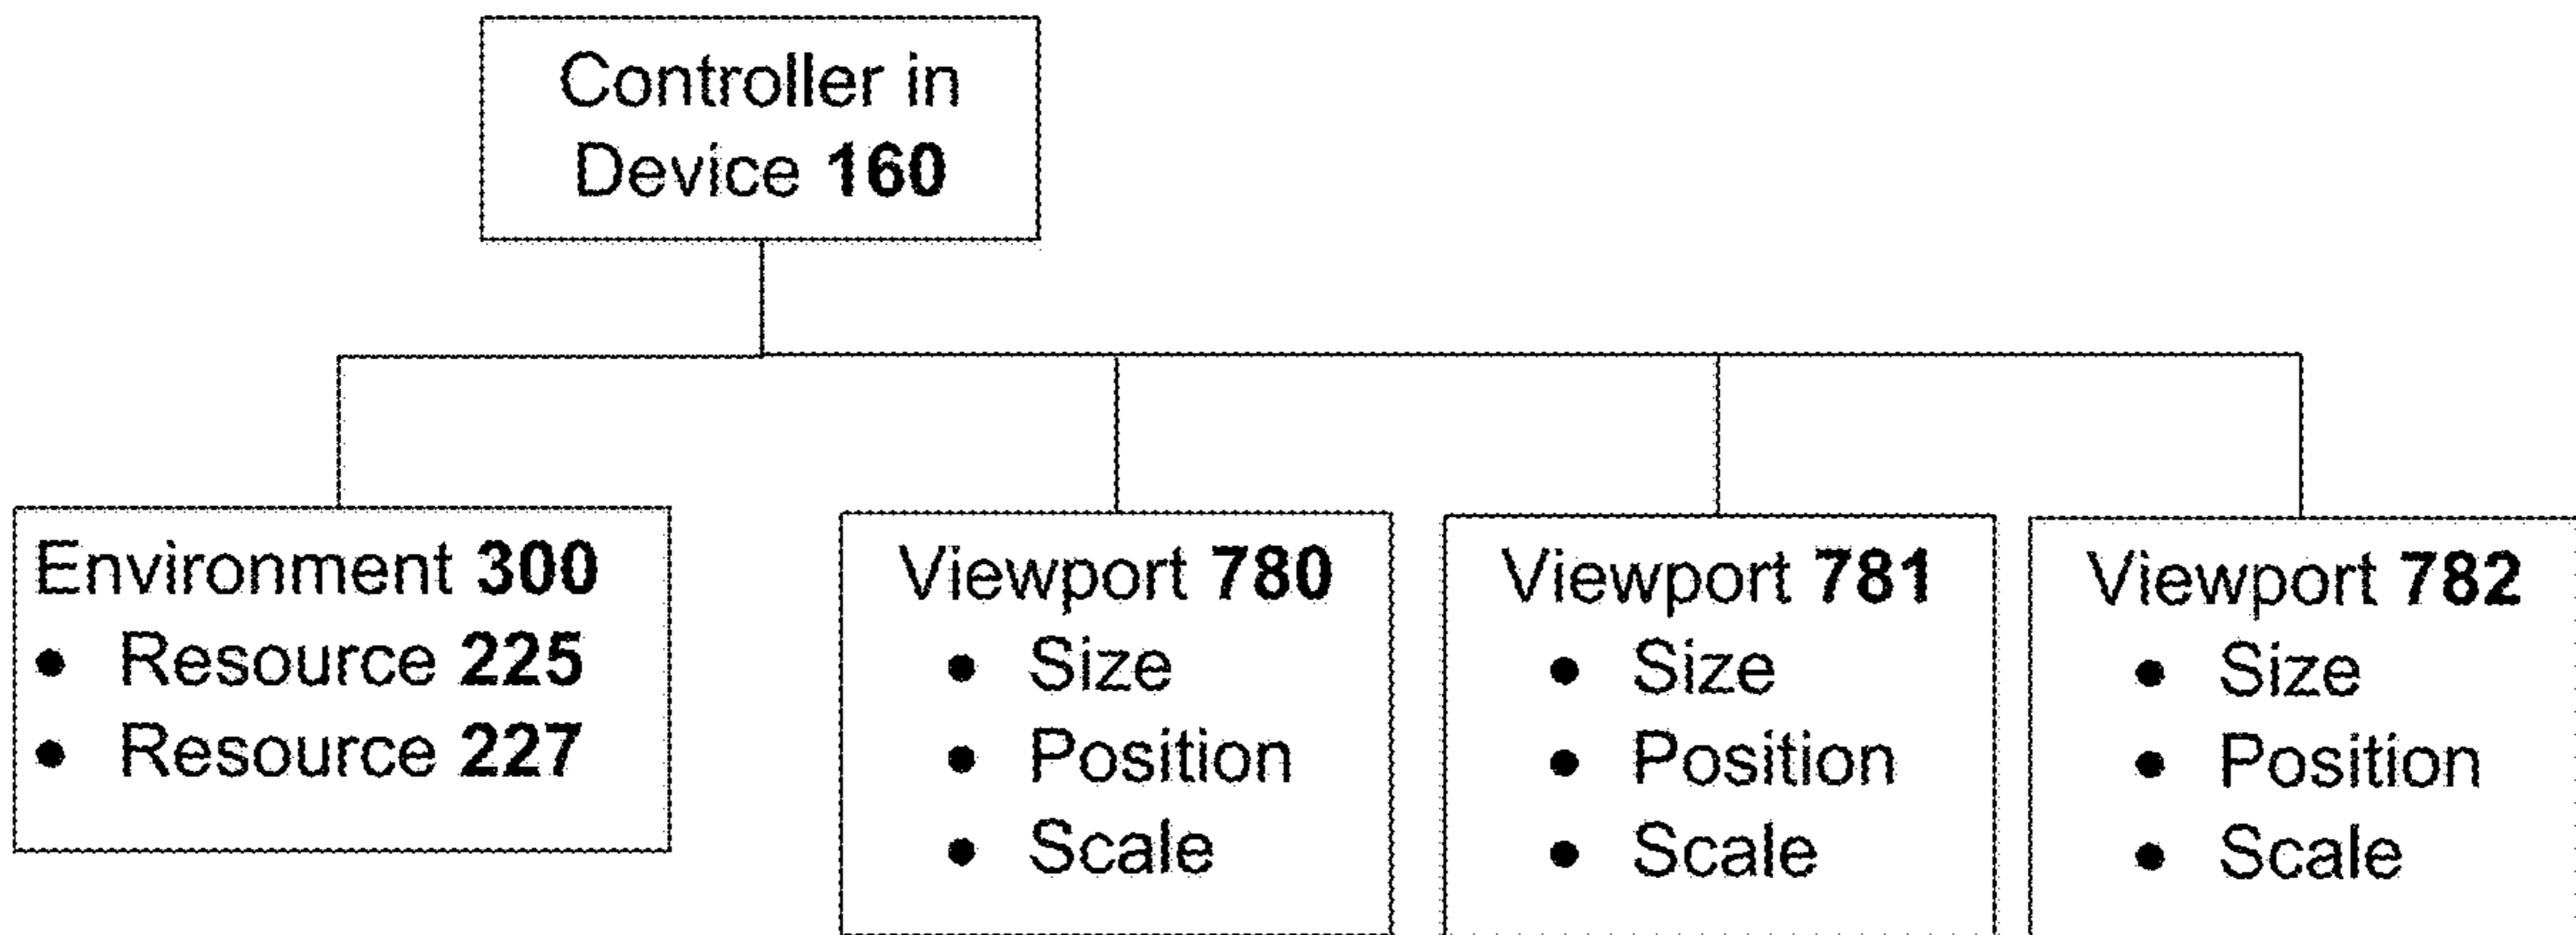 Controller in
Device 160
Environment 300
• Resource 225
• Resource 227
Viewport 780
• Size
• Position
• Scale
Viewport 781
• Size
• Position
• Scale
Viewport 782
• Size
• Position
• Scale